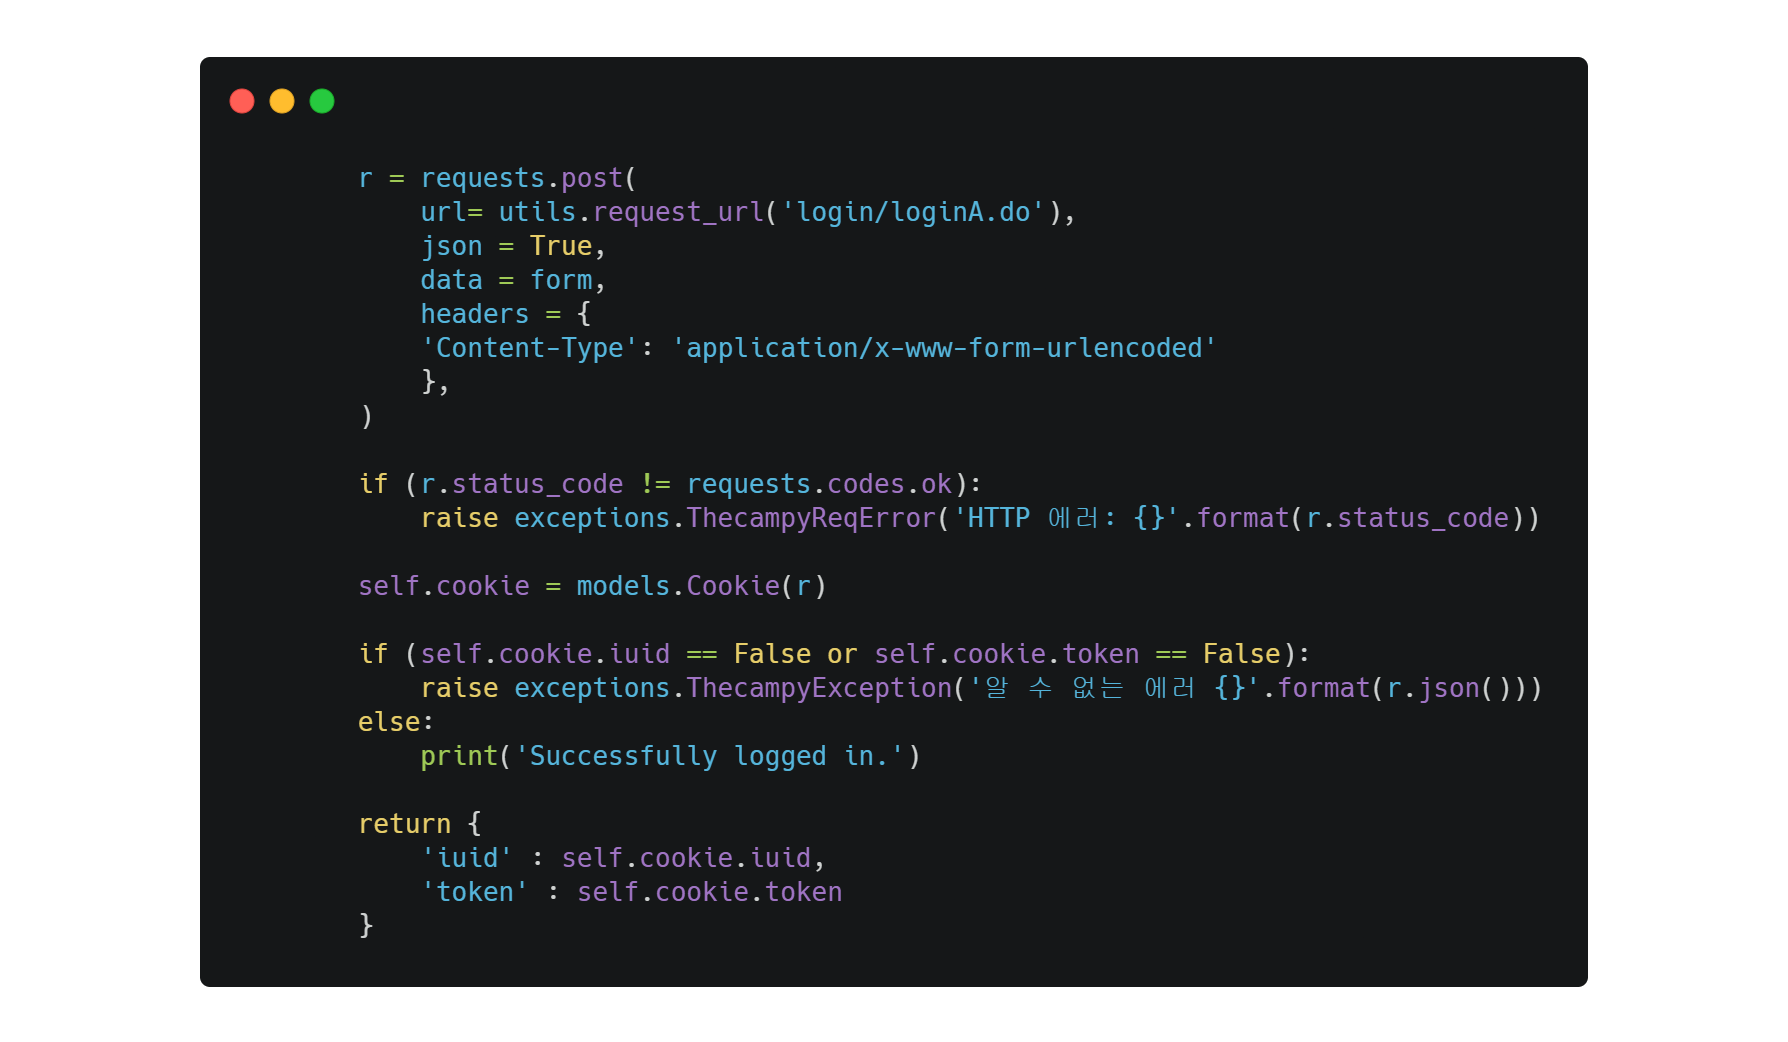 r = requests.post(
    url= utils.request_url('login/loginA.do'),
    json = True,
    data = form,
    headers = {
    'Content-Type': 'application/x-www-form-urlencoded'
    },
)

if (r.status_code != requests.codes.ok):
    raise exceptions.ThecampyReqError('HTTP 에러: {}'.format(r.status_code))

self.cookie = models.Cookie(r)

if (self.cookie.iuid == False or self.cookie.token == False):
    raise exceptions.ThecampyException('알 수 없는 에러 {}'.format(r.json()))
else:
    print('Successfully logged in.')

return {
    'iuid' : self.cookie.iuid,
    'token' : self.cookie.token
}